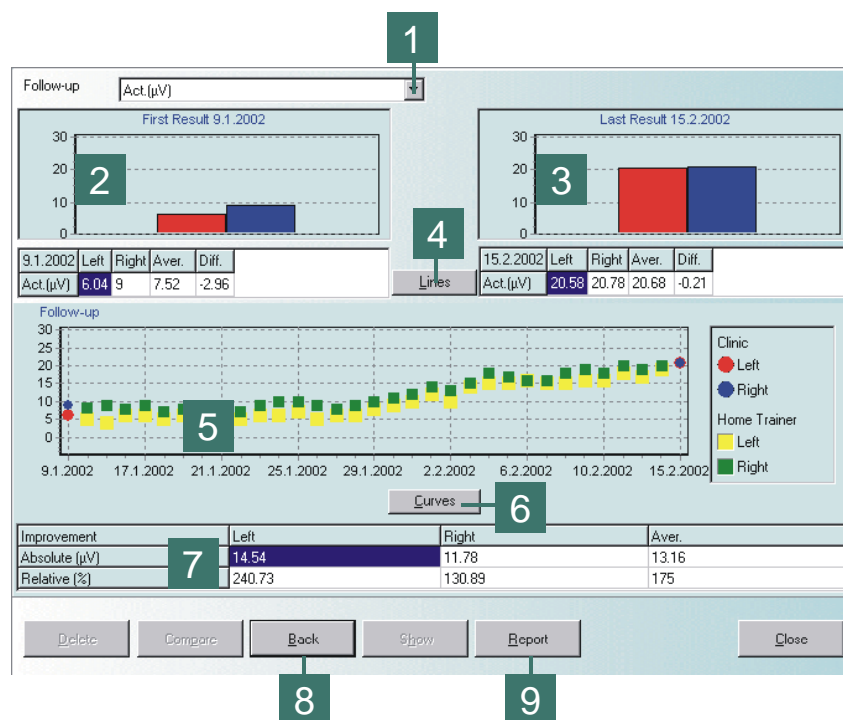 1
Follow-up Act.(µV)
First Result 9.1.2002
30
20
10
0
2
Last Result 15.2.2002
30
20
10
0
3
4
9.1.2002 Left Right Aver. Diff.
Act.(µV) 6.04 9 7.52 -2.96
Lines
15.2.2002 Left Right Aver. Diff.
Act.(µV) 20.58 20.78 20.68 -0.21
Follow-up
30
25
20
15
10
5
0
5
9.1.2002 17.1.2002 21.1.2002 25.1.2002 29.1.2002 2.2.2002 6.2.2002 10.2.2002 15.2.2002
Clinic
Left
Right
Home Trainer
Left
Right
Curves
6
Improvement Left Right Aver.
Absolute (µV) 14.54 11.78 13.16
Relative (%) 240.73 130.89 175
7
Delete Compare Back Show Report Close
8 9